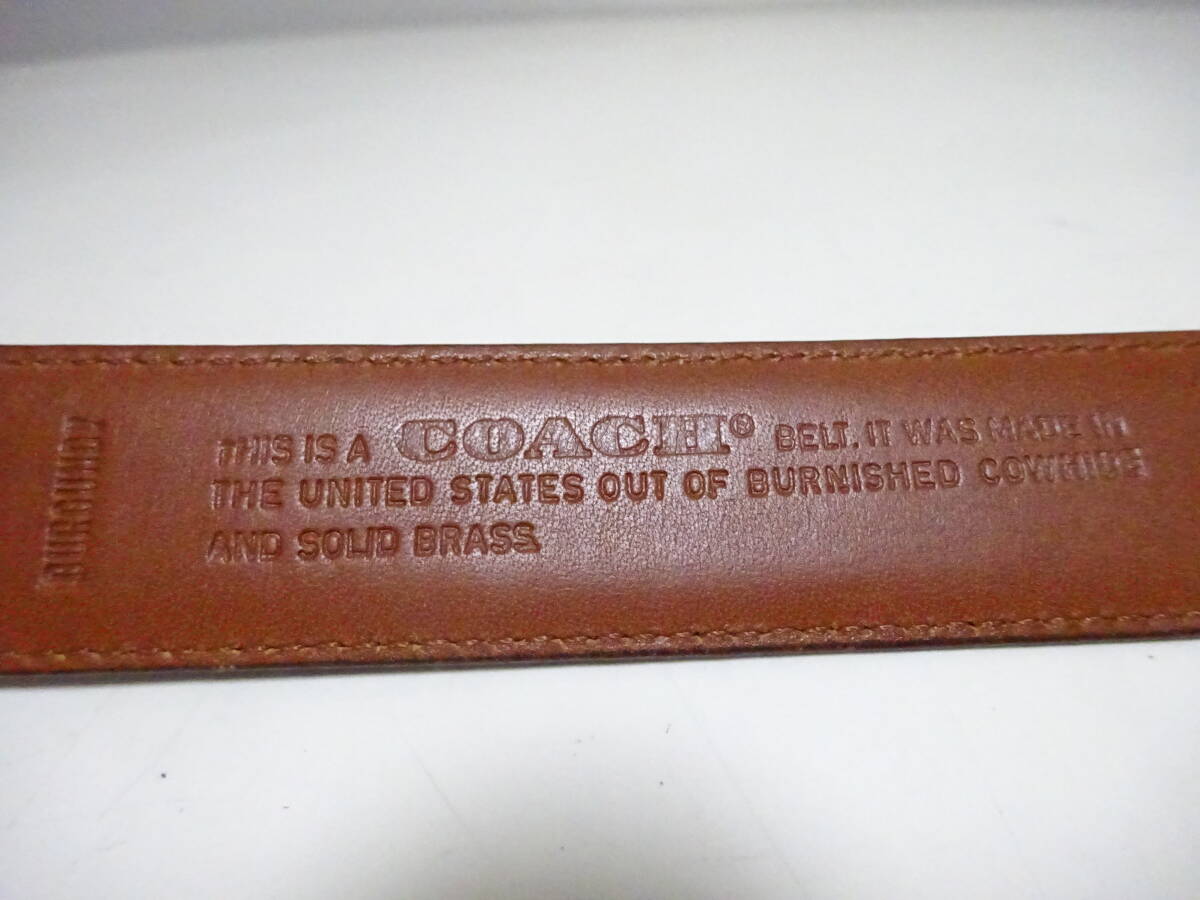 BURGUNDY
THIS IS A COACH® BELT. IT WAS MADE IN
THE UNITED STATES OUT OF BURNISHED COWHIDE
AND SOLID BRASS.